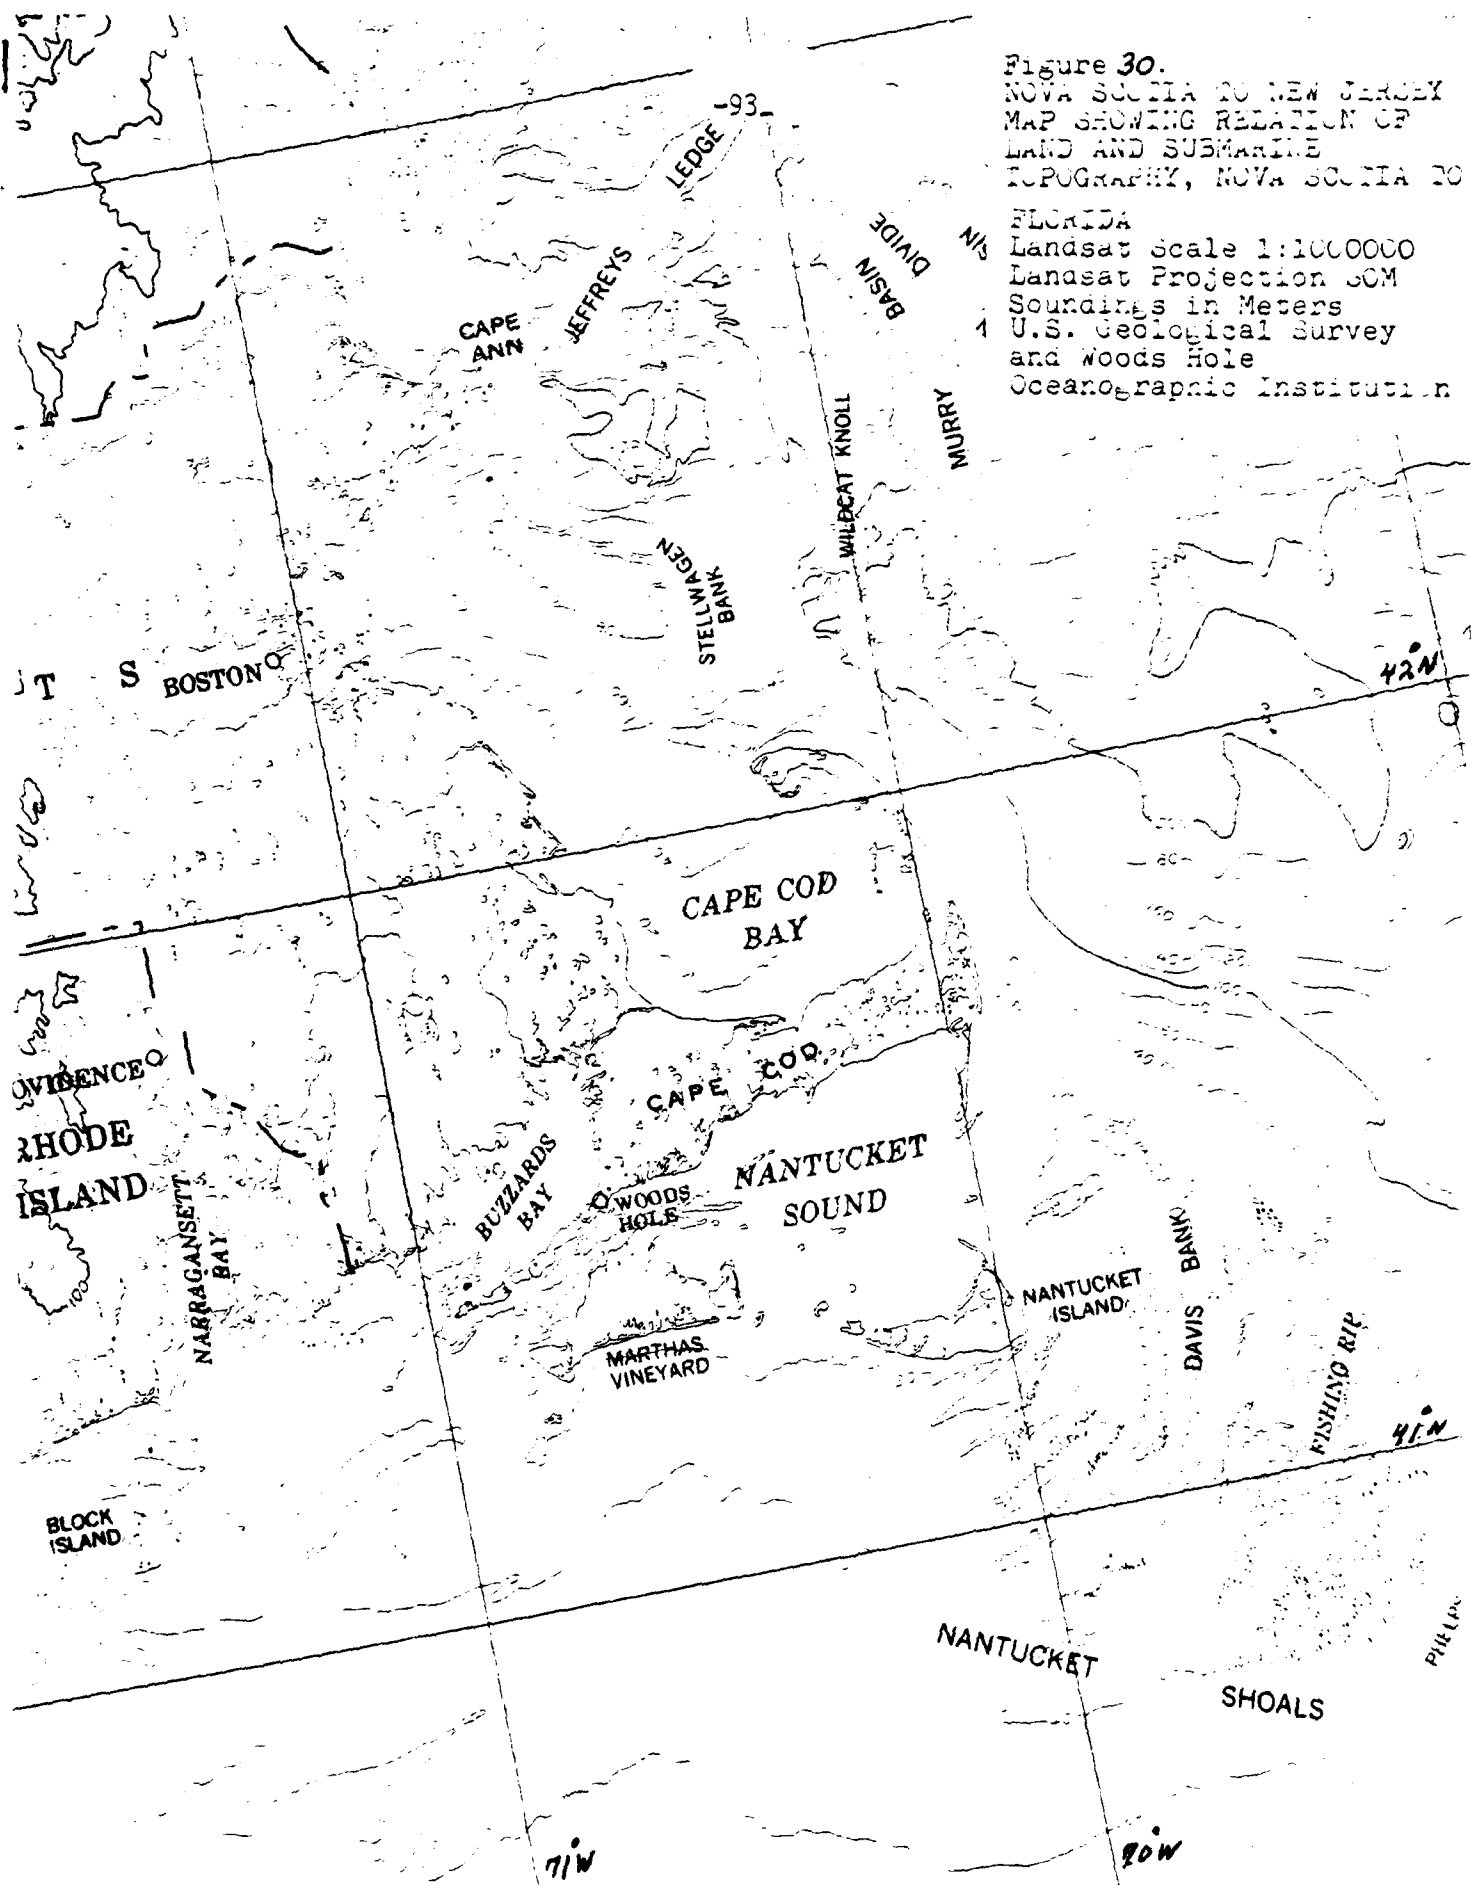 -93-
Figure 30.
NOVA SCOTIA TO NEW JERSEY
MAP SHOWING RELATION OF
LAND AND SUBMARINE
TOPOGRAPHY, NOVA SCOTIA TO
FLORIDA
Landsat Scale 1:1000000
Landsat Projection SOM
Soundings in Meters
U.S. Geological Survey
and Woods Hole
Oceanographic Institution
JEFFREYS LEDGE
BASIN
DIVIDE
CAPE
ANN
WILDCAT KNOLL
MURRY
STELLWAGEN
BANK
T S
BOSTON
42°N
CAPE COD
BAY
80
OVIDENCE
RHODE
ISLAND
CAPE COD
NARRAGANSETT
BAY
BUZZARDS
BAY
WOODS
HOLE
NANTUCKET
SOUND
NANTUCKET
ISLAND
DAVIS BANK
FISHING RIP
MARTHAS
VINEYARD
41°N
BLOCK
ISLAND
NANTUCKET
SHOALS
71°W
70°W